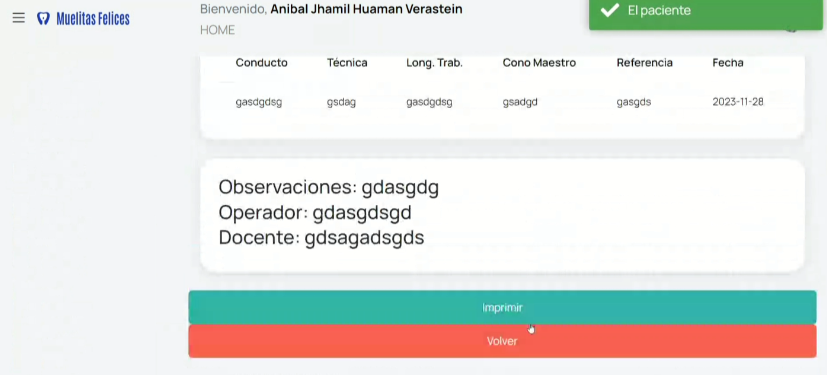 Muelitas Felices
Bienvenido, Anibal Jhamil Huaman Verastein
El paciente
HOME
Conducto Técnica Long. Trab. Cono Maestro Referencia Fecha
gasdgdsg gsdag gasdgdsg gsadgd gasgds 2023-11-28
Observaciones: gdasgdg
Operador: gdasgdsgd
Docente: gdsagadsgds
Imprimir
Volver